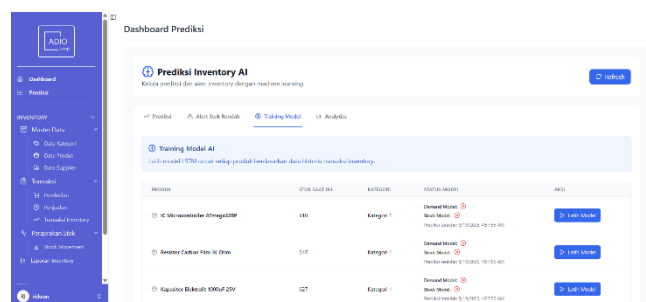 ADIO
Dashboard
Prediksi
INVENTORY
Master Data
Data Kategori
Data Produk
Data Supplier
Transaksi
Pembelian
Penjualan
Transaksi Inventory
Pergerakan Stok
Stock Movement
Laporan Inventory
Dashboard Prediksi
Prediksi Inventory AI
Kelola prediksi dan alert inventory dengan machine learning
Refresh
Prediksi
Alert Stok Rendah
Training Model
Analytics
Training Model AI
Latih model LSTM untuk setiap produk berdasarkan data historis transaksi inventory.
PRODUK STOK SAAT INI KATEGORI STATUS MODEL AKSI
IC Microcontroller ATmega328P
Kategori 1
Demand Model:
Stock Model:
Latih Model
Resistor Carbon Film 1K Ohm
Kategori 1
Demand Model:
Stock Model:
Latih Model
Kapasitor Elektrolit 1000uF 25V
627
Kategori 1
Demand Model:
Stock Model:
Latih Model